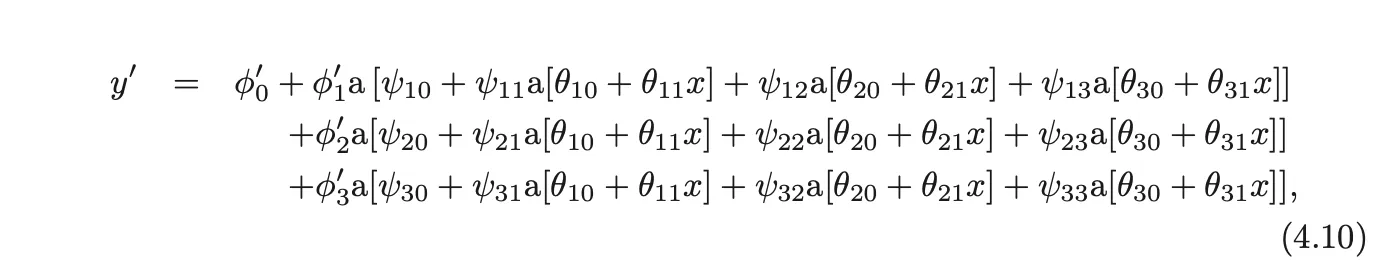 y′ = ϕ′₀ + ϕ′₁a [ψ₁₀ + ψ₁₁a[θ₁₀ + θ₁₁x] + ψ₁₂a[θ₂₀ + θ₂₁x] + ψ₁₃a[θ₃₀ + θ₃₁x]]
+ϕ′₂a[ψ₂₀ + ψ₂₁a[θ₁₀ + θ₁₁x] + ψ₂₂a[θ₂₀ + θ₂₁x] + ψ₂₃a[θ₃₀ + θ₃₁x]]
+ϕ′₃a[ψ₃₀ + ψ₃₁a[θ₁₀ + θ₁₁x] + ψ₃₂a[θ₂₀ + θ₂₁x] + ψ₃₃a[θ₃₀ + θ₃₁x]],
(4.10)